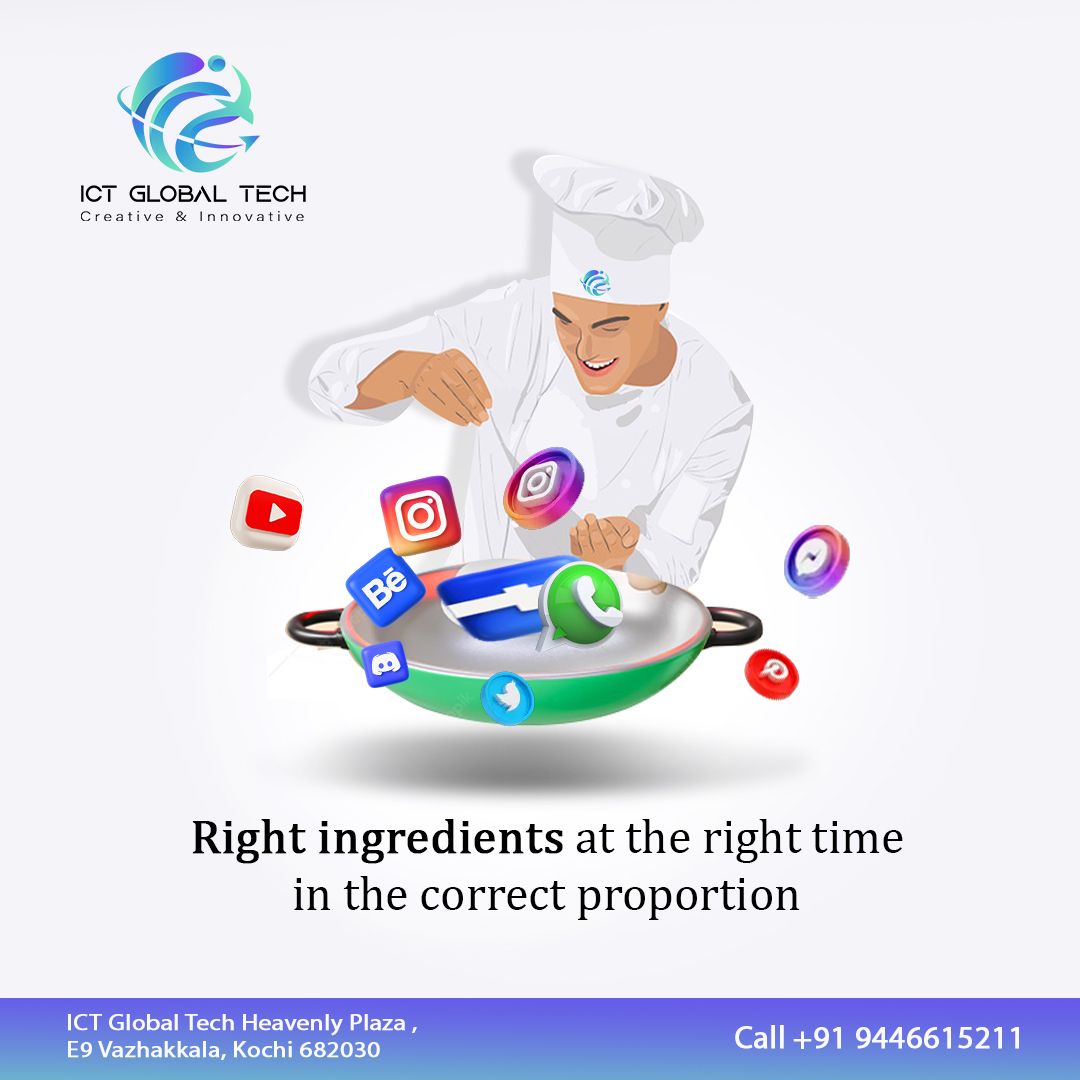 ICT GLOBAL TECH
Creative & Innovative
Bē
Right ingredients at the right time
in the correct proportion
ICT Global Tech Heavenly Plaza ,
E9 Vazhakkala, Kochi 682030
Call +91 9446615211